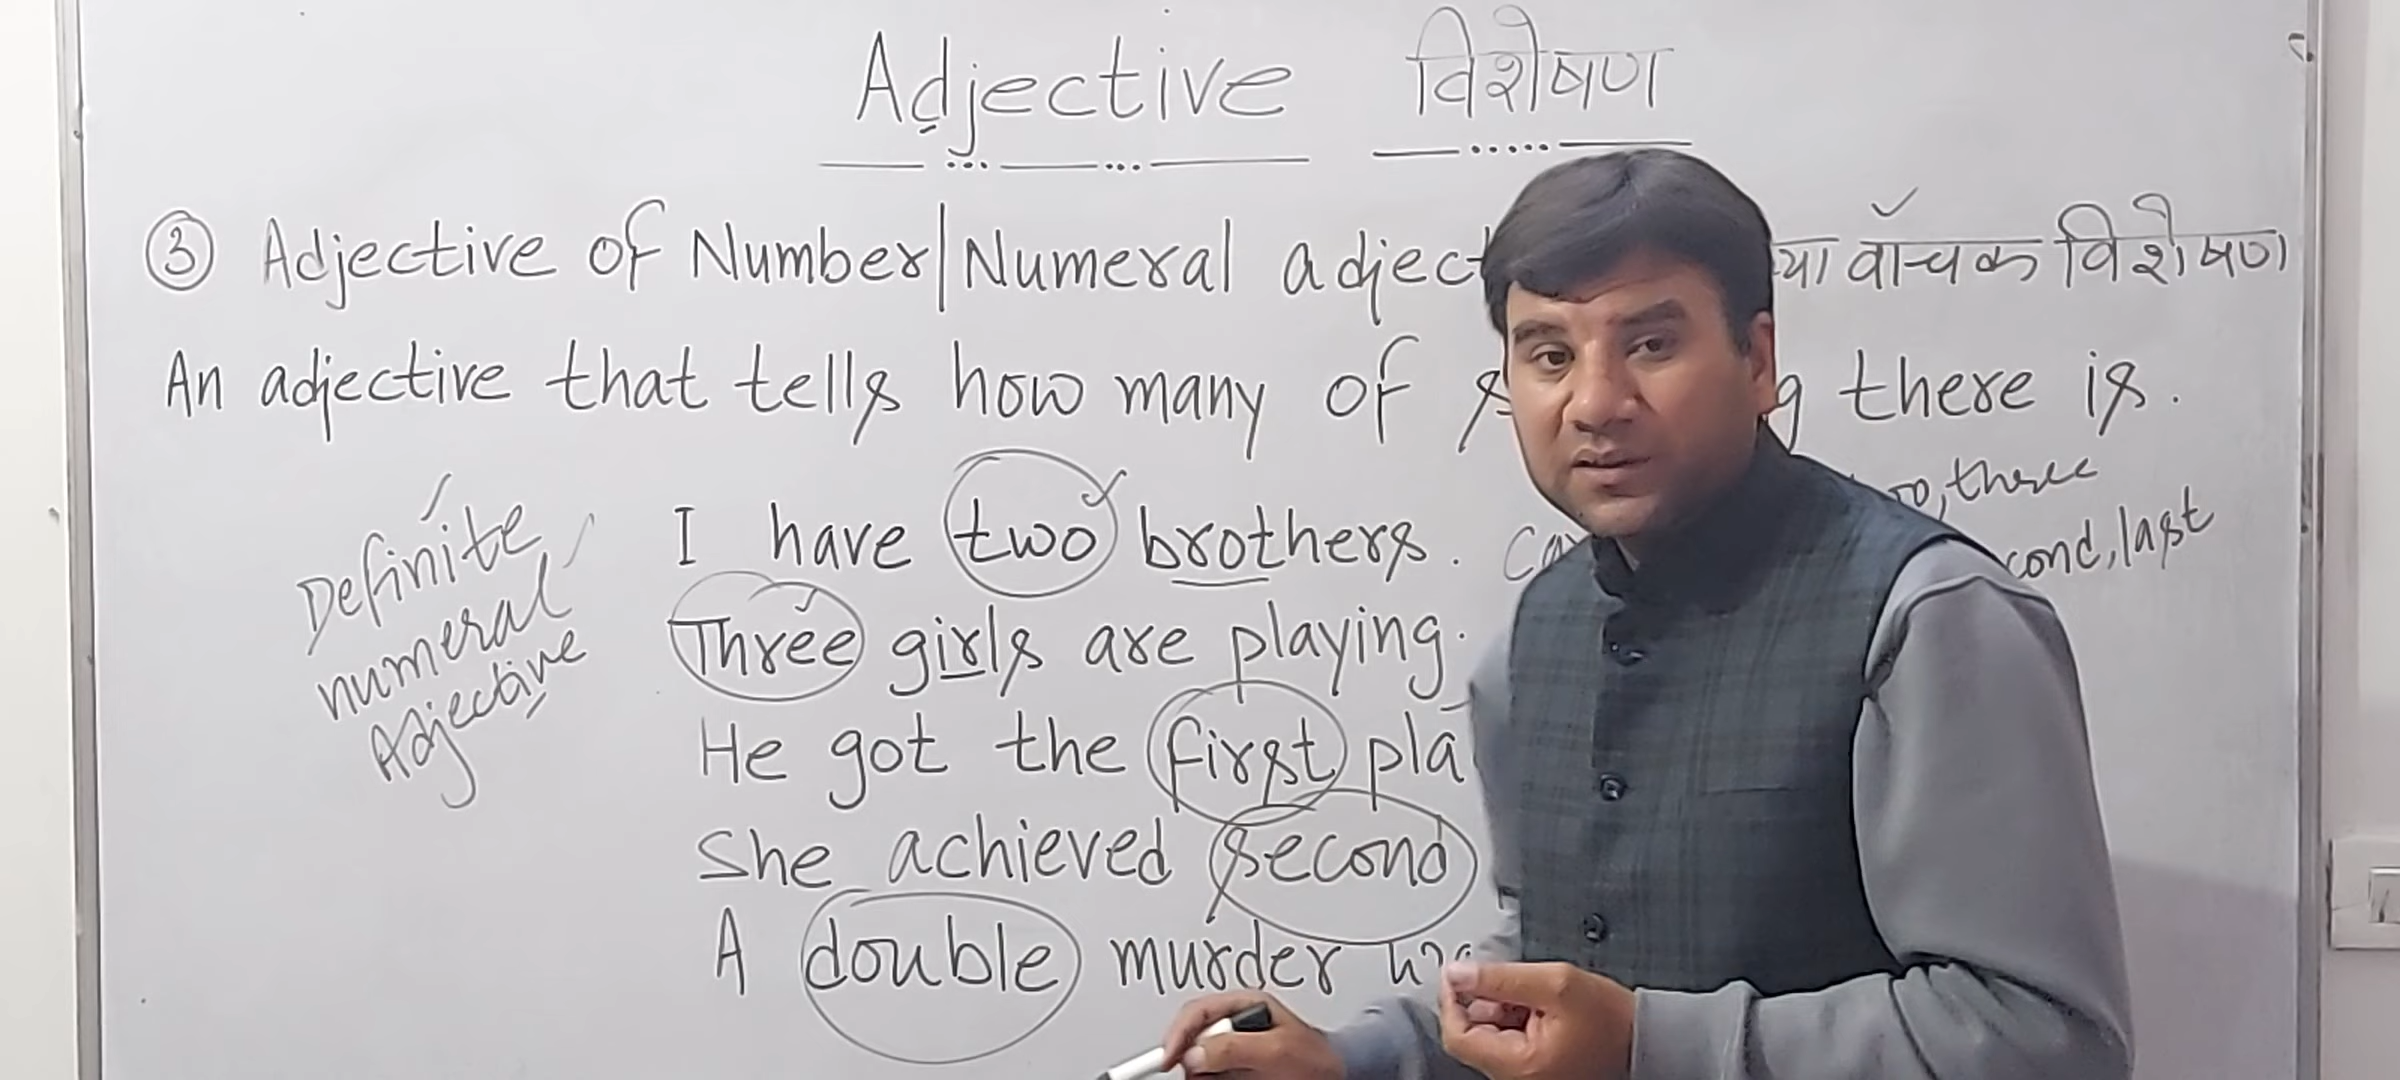 Adjective विशेषण
③ Adjective of Number/Numeral adject वाचक विशेषण
An adjective that tells how many of there is.
Definite numeral Adjective
I have two brothers.
three
second, last
Three girls are playing.
He got the first
She achieved second
A double murder